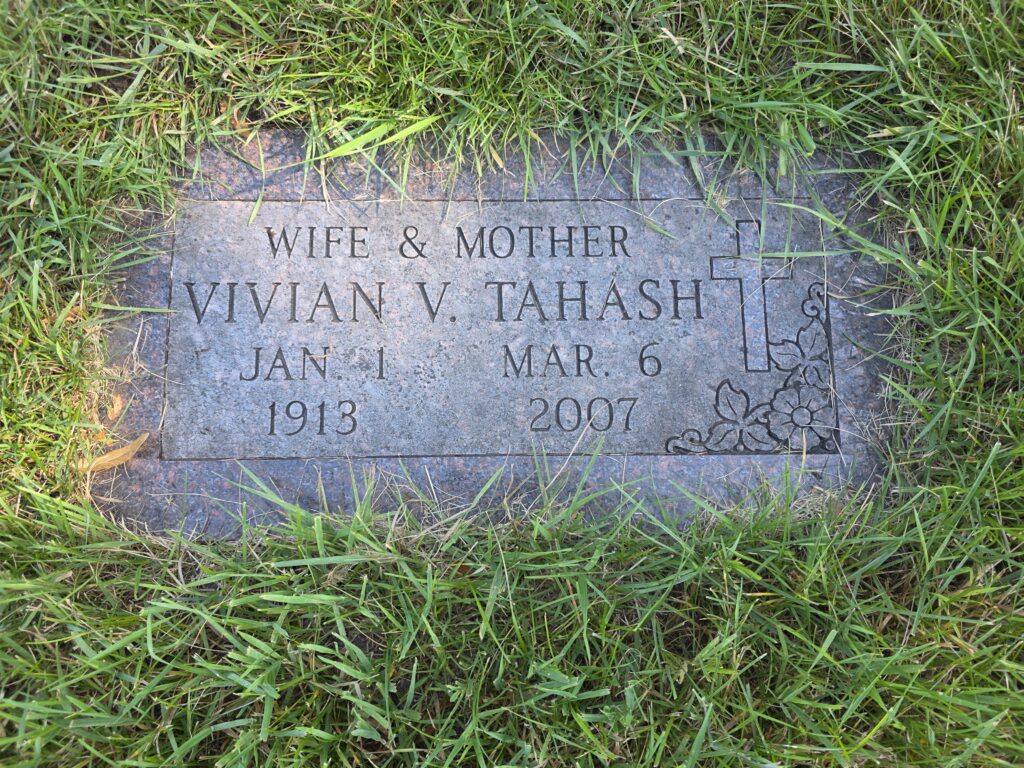 WIFE & MOTHER
VIVIAN V. TAHASH
JAN. 1 MAR. 6
1913 2007